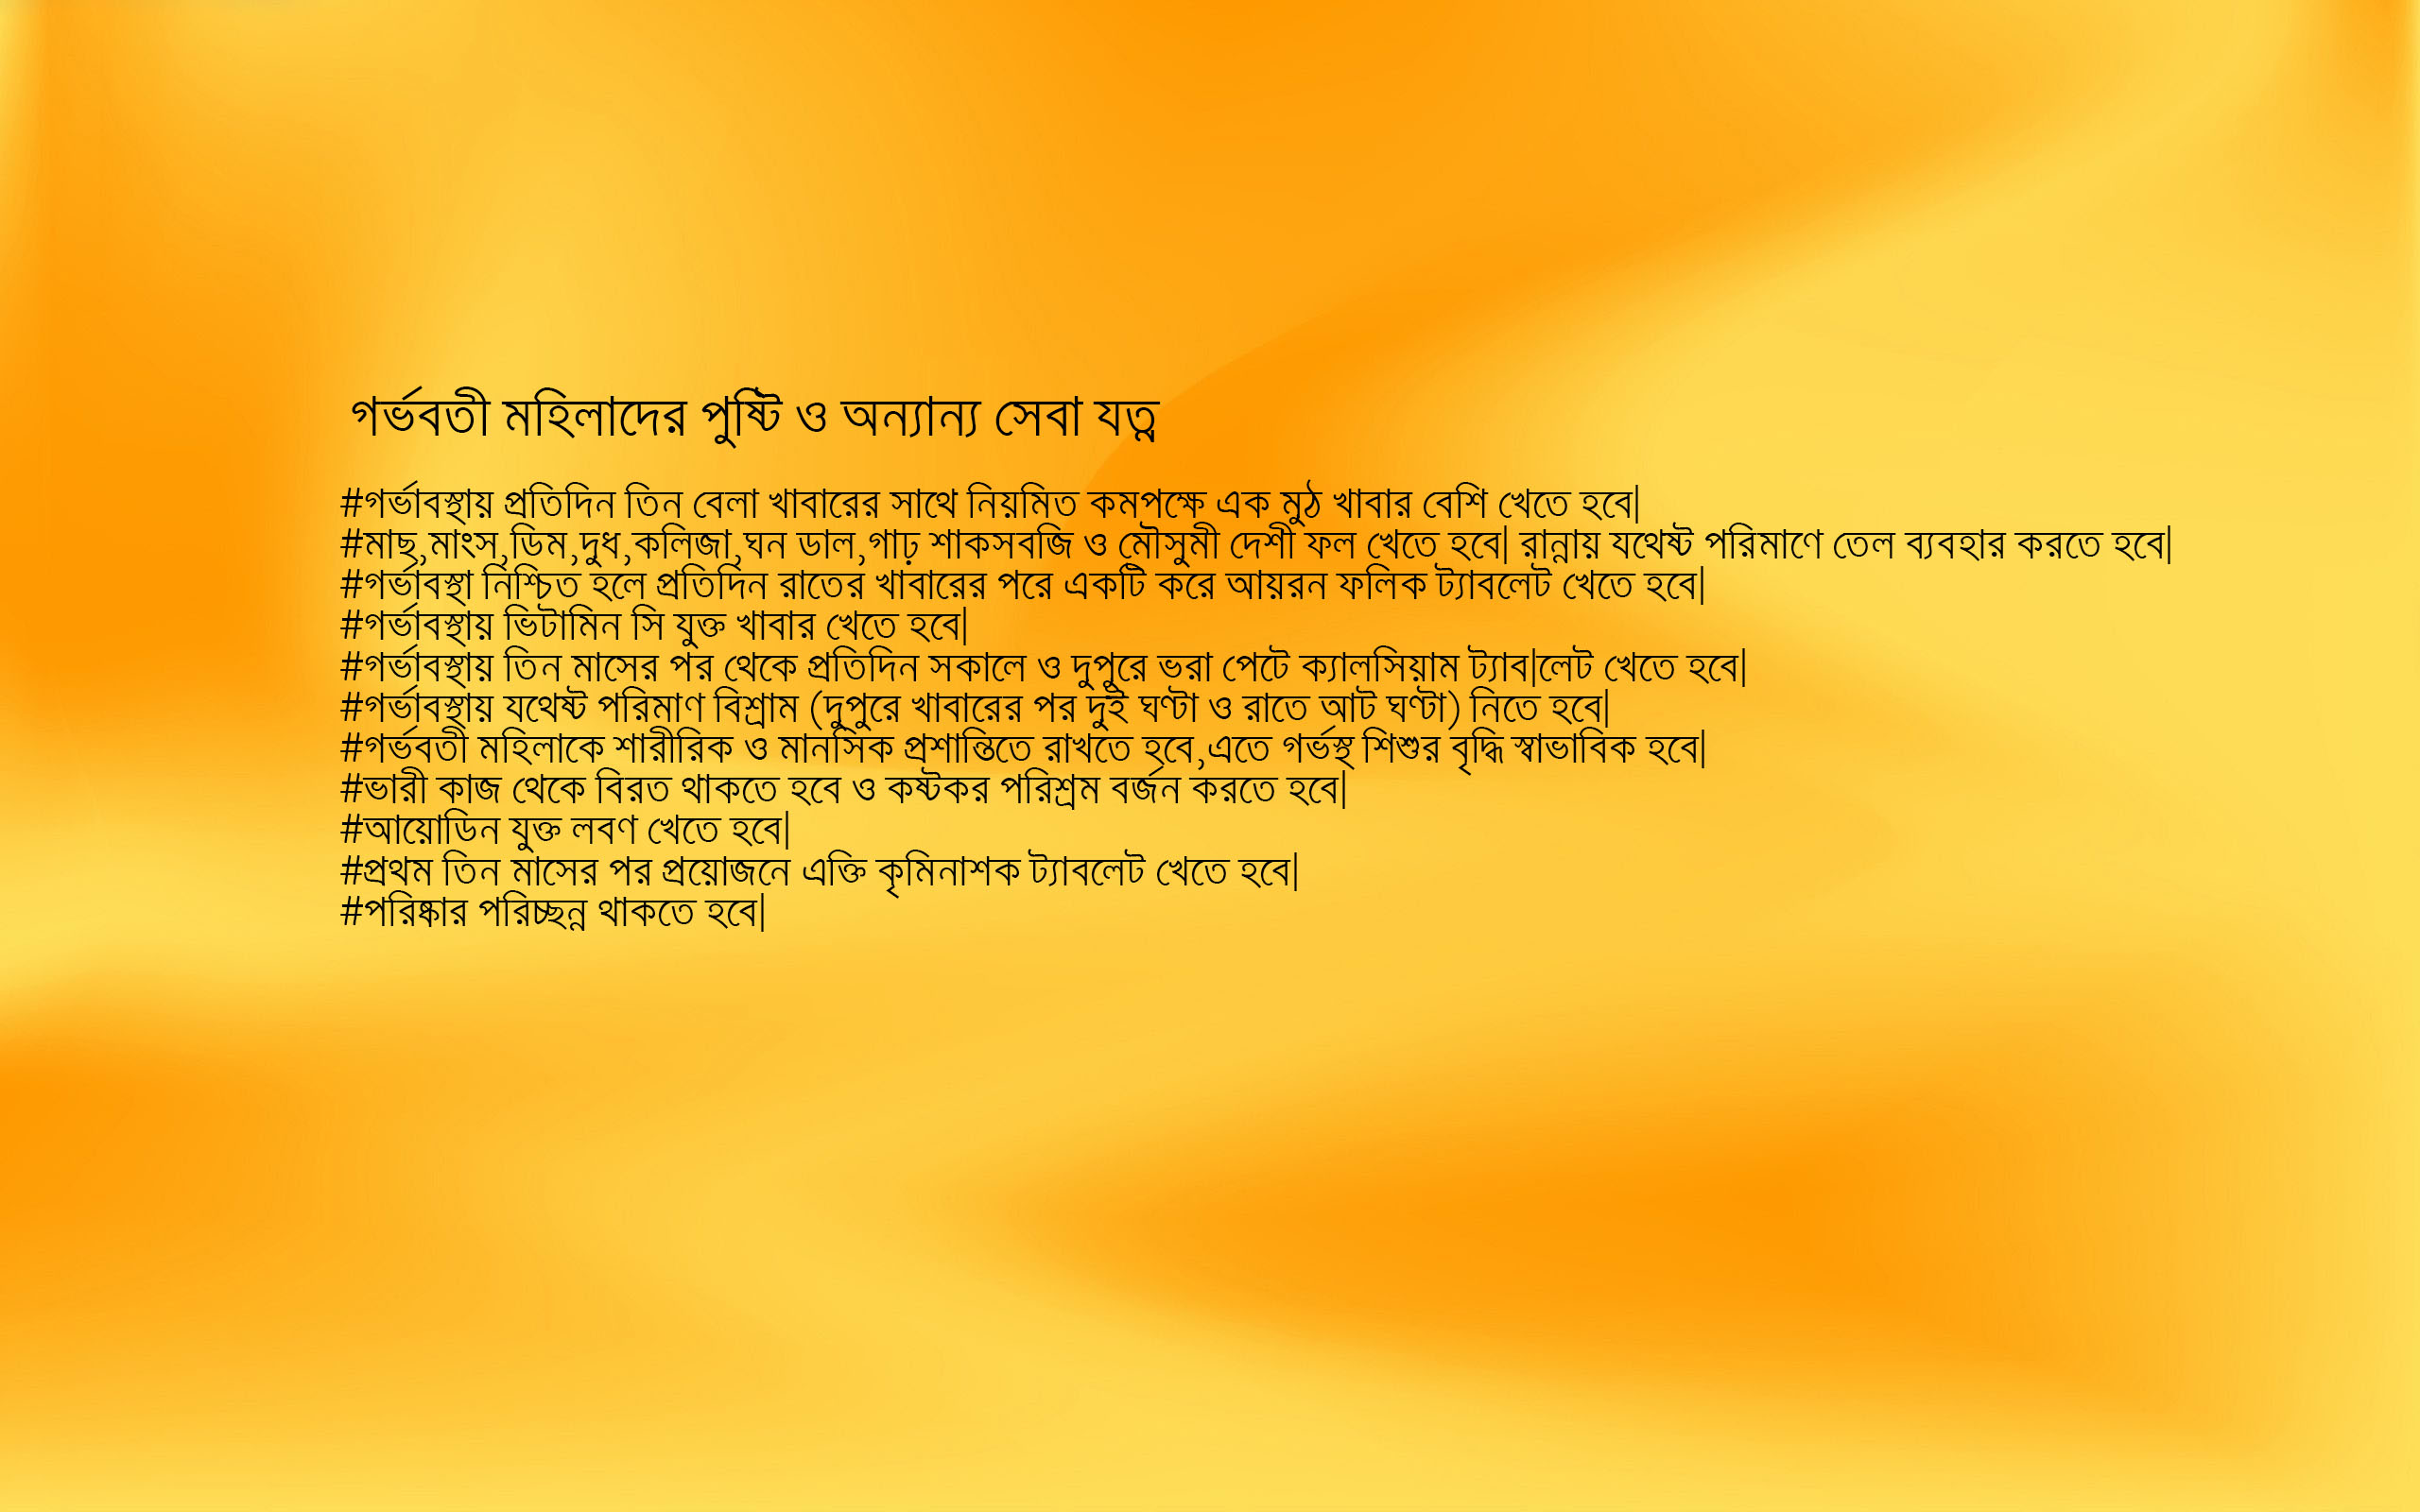 গর্ভবতী মহিলাদের পুষ্টি ও অন্যান্য সেবা যত্ন
#গর্ভাবস্থায় প্রতিদিন তিন বেলা খাবারের সাথে নিয়মিত কমপক্ষে এক মুঠ খাবার বেশি খেতে হবে|
#মাছ,মাংস,ডিম,দুধ,কলিজা,ঘন ডাল,গাঢ় শাকসবজি ও মৌসুমী দেশী ফল খেতে হবে| রান্নায় যথেষ্ট পরিমাণে তেল ব্যবহার করতে হবে|
#গর্ভাবস্থা নিশ্চিত হলে প্রতিদিন রাতের খাবারের পরে একটি করে আয়রন ফলিক ট্যাবলেট খেতে হবে|
#গর্ভাবস্থায় ভিটামিন সি যুক্ত খাবার খেতে হবে|
#গর্ভাবস্থায় তিন মাসের পর থেকে প্রতিদিন সকালে ও দুপুরে ভরা পেটে ক্যালসিয়াম ট্যাব|লেট খেতে হবে|
#গর্ভাবস্থায় যথেষ্ট পরিমাণ বিশ্রাম (দুপুরে খাবারের পর দুই ঘণ্টা ও রাতে আট ঘণ্টা) নিতে হবে|
#গর্ভবতী মহিলাকে শারীরিক ও মানসিক প্রশান্তিতে রাখতে হবে,এতে গর্ভস্থ শিশুর বৃদ্ধি স্বাভাবিক হবে|
#ভারী কাজ থেকে বিরত থাকতে হবে ও কষ্টকর পরিশ্রম বর্জন করতে হবে|
#আয়োডিন যুক্ত লবণ খেতে হবে|
#প্রথম তিন মাসের পর প্রয়োজনে এক্তি কৃমিনাশক ট্যাবলেট খেতে হবে|
#পরিষ্কার পরিচ্ছন্ন থাকতে হবে|